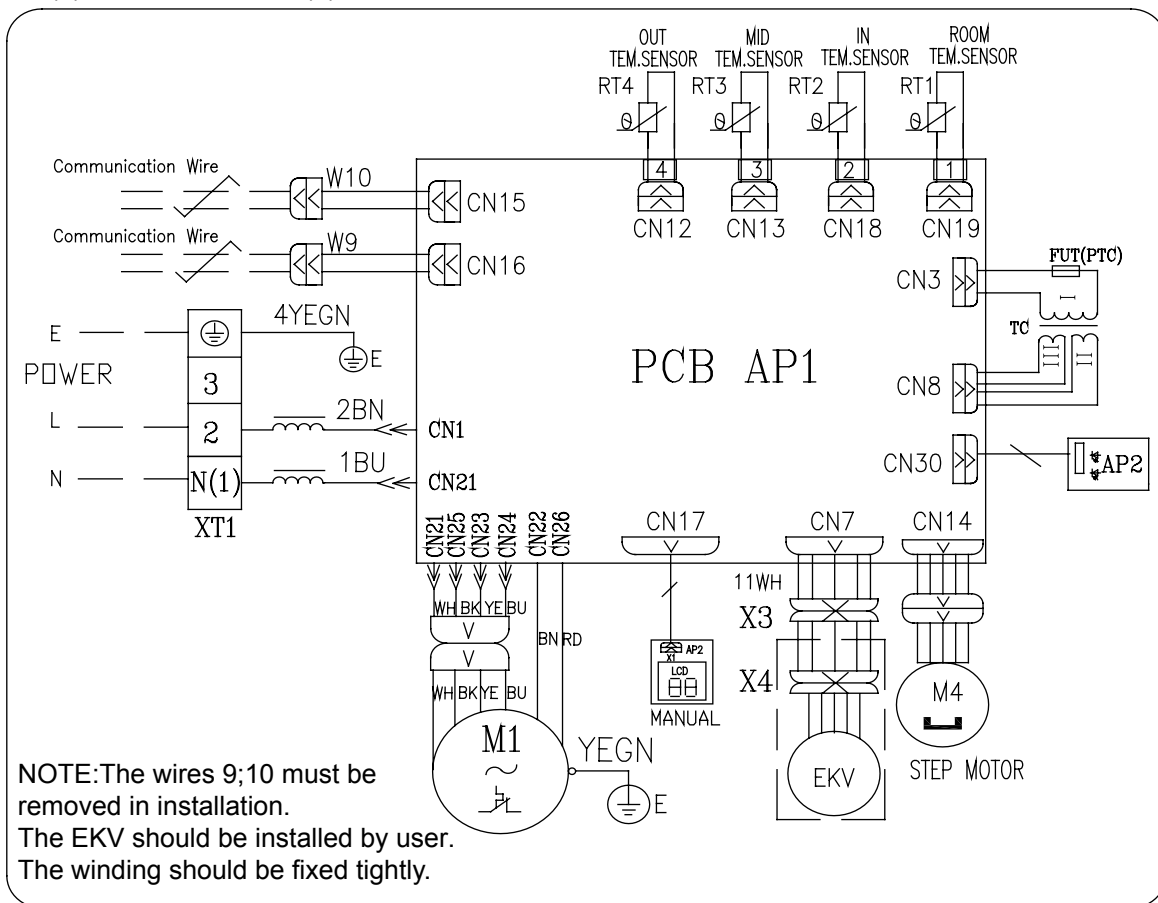 OUT TEM.SENSOR
MID TEM.SENSOR
IN TEM.SENSOR
ROOM TEM.SENSOR
RT4 RT3 RT2 RT1
θ θ θ θ
4 3 2 1
CN12 CN13 CN18 CN19
Communication Wire
W10
CN15
Communication Wire
W9
CN16
CN3
FUT(PTC)
I
TC
III II
CN8
PCB AP1
E
4YEGN
E
POWER
3
L
2
2BN
CN1
N
N(1)
1BU
CN21
XT1
CN30
AP2
CN21 CN25 CN23 CN24 CN22 CN26
CN17 CN7 CN14
WH BK YE BU
BN RD
V
V
WH BK YE BU
11WH
X3
X4
AP2
X1
LCD
88
MANUAL
M1
~
YEGN
E
EKV
M4
STEP MOTOR
NOTE:The wires 9;10 must be
removed in installation.
The EKV should be installed by user.
The winding should be fixed tightly.